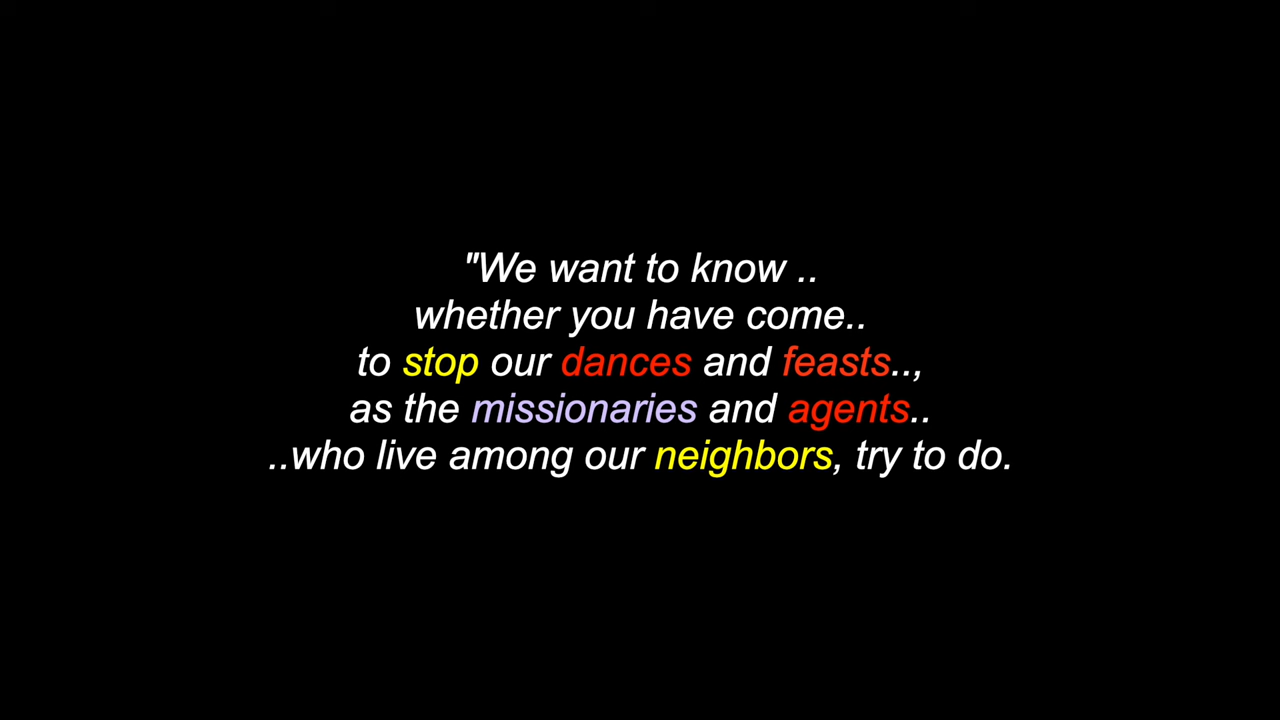 "We want to know ..
whether you have come..
to stop our dances and feasts..,
as the missionaries and agents..
..who live among our neighbors, try to do.